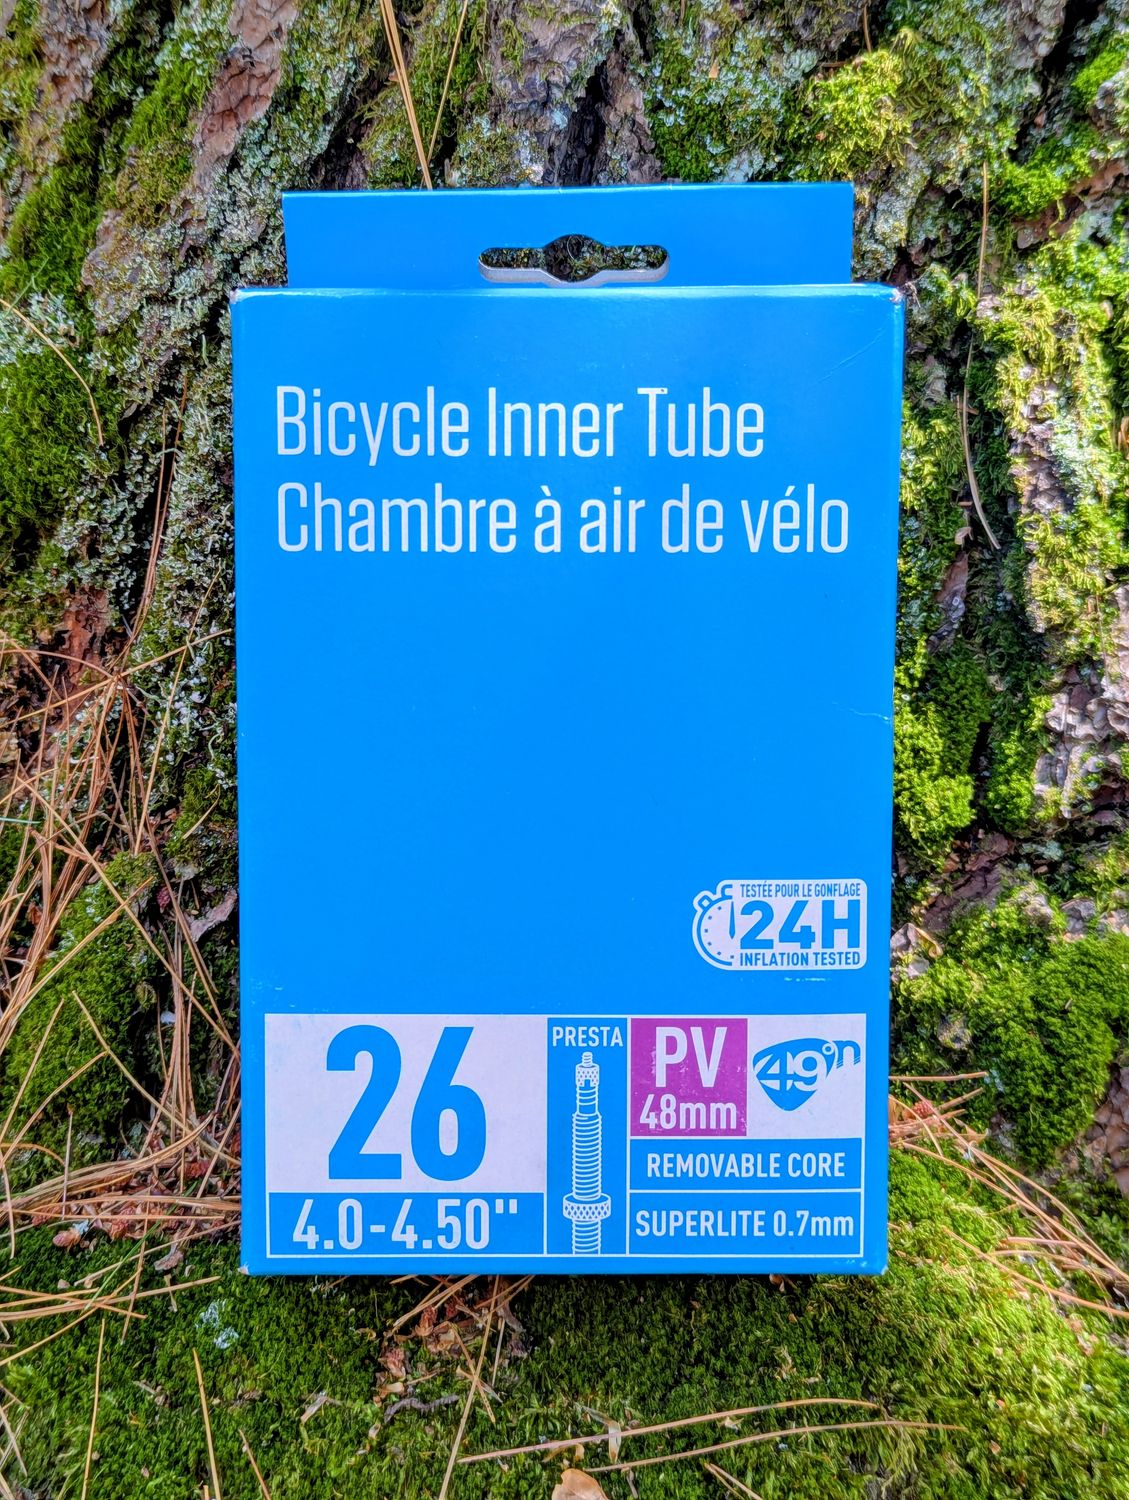 Bicycle Inner Tube
Chambre à air de vélo
TESTÉE POUR LE GONFLAGE
24H
INFLATION TESTED
26
4.0-4.50"
PRESTA
PV
48mm
49°n
REMOVABLE CORE
SUPERLITE 0.7mm